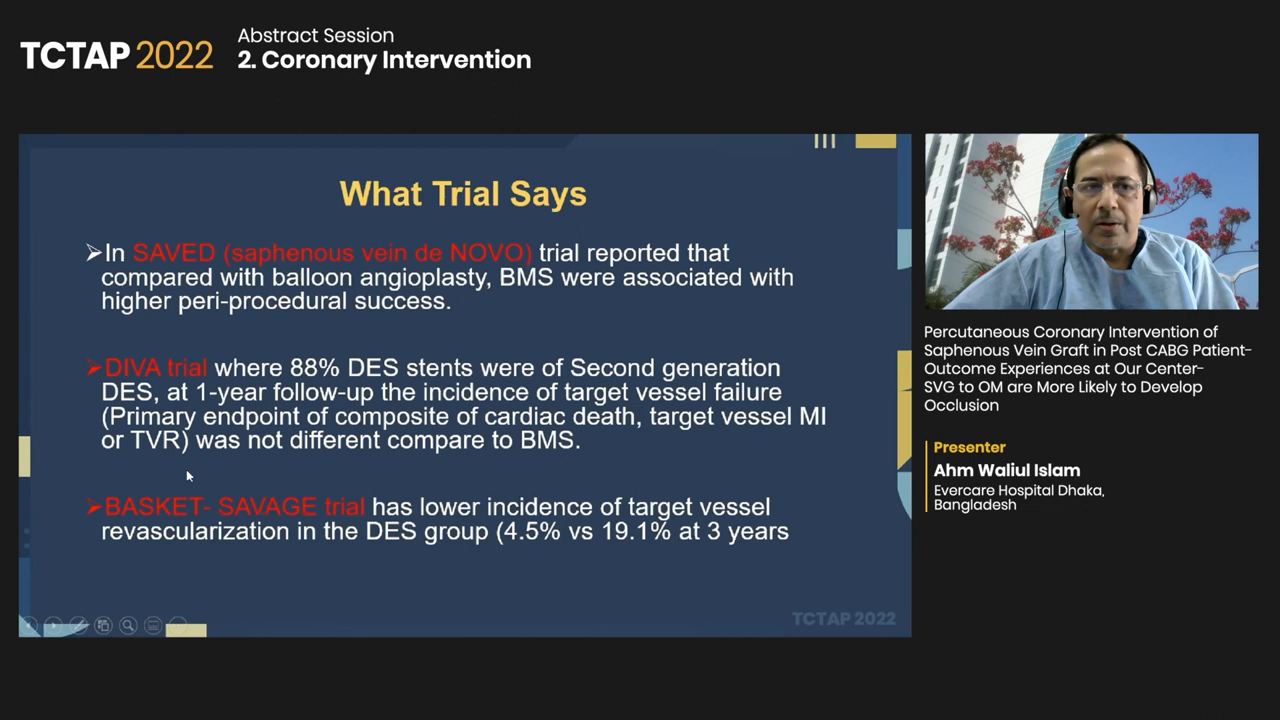 TCTAP 2022
Abstract Session
2. Coronary Intervention
What Trial Says
➢In SAVED (saphenous vein de NOVO) trial reported that
compared with balloon angioplasty, BMS were associated with
higher peri-procedural success.
➢DIVA trial where 88% DES stents were of Second generation
DES, at 1-year follow-up the incidence of target vessel failure
(Primary endpoint of composite of cardiac death, target vessel MI
or TVR) was not different compare to BMS.
➢BASKET- SAVAGE trial has lower incidence of target vessel
revascularization in the DES group (4.5% vs 19.1% at 3 years
TCTAP 2022
Percutaneous Coronary Intervention of
Saphenous Vein Graft in Post CABG Patient-
Outcome Experiences at Our Center-
SVG to OM are More Likely to Develop
Occlusion
Presenter
Ahm Waliul Islam
Evercare Hospital Dhaka,
Bangladesh